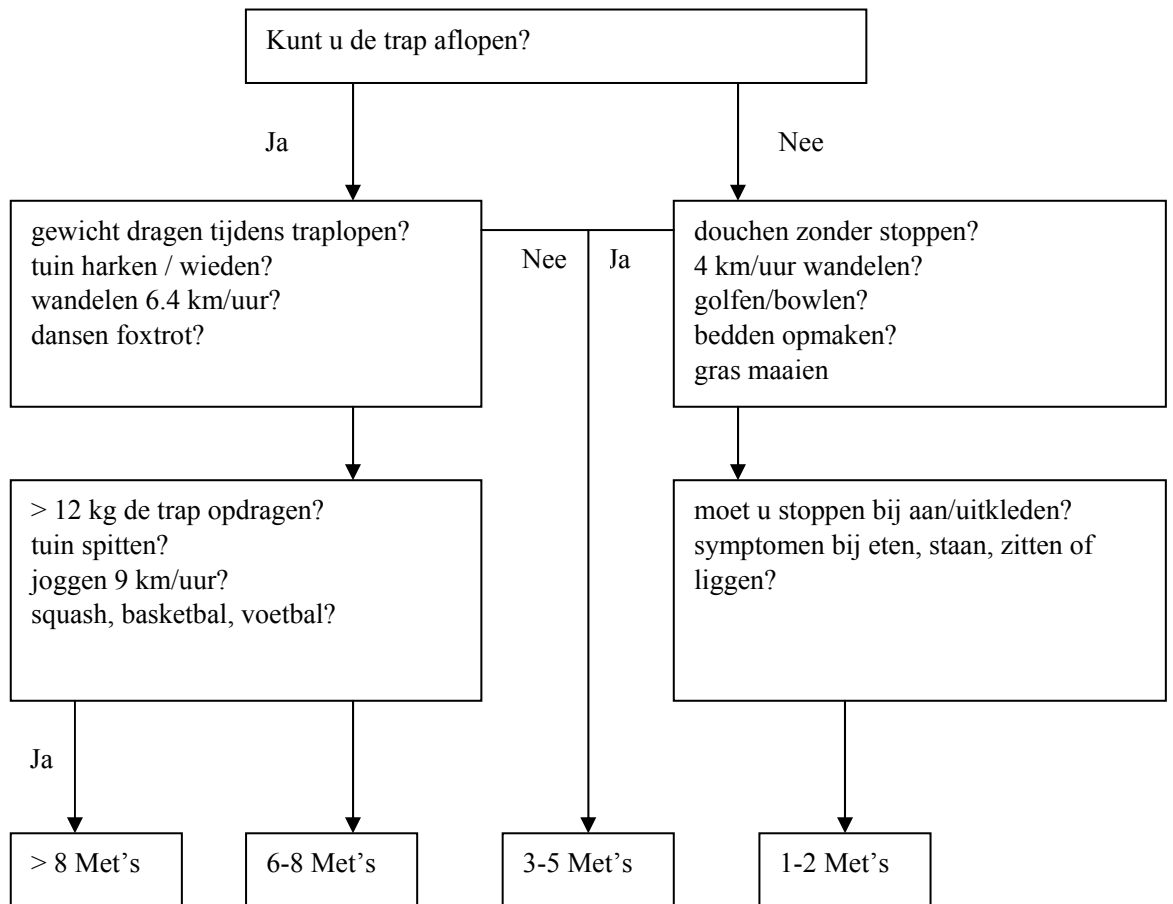 Kunt u de trap aflopen?
Ja
Nee
gewicht dragen tijdens traplopen?
tuin harken / wieden?
wandelen 6.4 km/uur?
dansen foxtrot?
Nee
Ja
douchen zonder stoppen?
4 km/uur wandelen?
golfen/bowlen?
bedden opmaken?
gras maaien
> 12 kg de trap opdragen?
tuin spitten?
joggen 9 km/uur?
squash, basketbal, voetbal?
moet u stoppen bij aan/uitkleden?
symptomen bij eten, staan, zitten of
liggen?
Ja
> 8 Met’s
6-8 Met’s
3-5 Met’s
1-2 Met’s